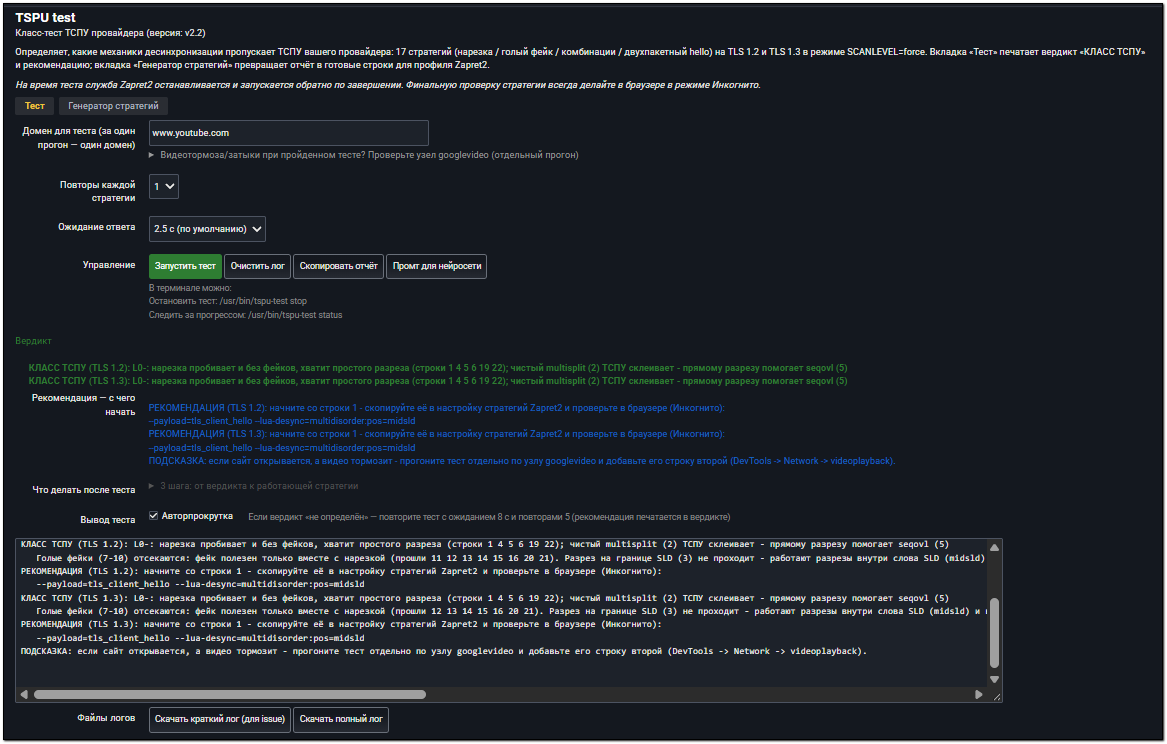 TSPU test
Класс-тест ТСПУ провайдера (версия: v2.2)
Определяет, какие механики десинхронизации пропускает ТСПУ вашего провайдера: 17 стратегий (нарезка / голый фейк / комбинации / двухпакетный hello) на TLS 1.2 и TLS 1.3 в режиме SCANLEVEL=force. Вкладка «Тест» печатает вердикт «КЛАСС ТСПУ»
и рекомендацию; вкладка «Генератор стратегий» превращает отчёт в готовые строки для профиля Zapret2.
На время теста служба Zapret2 останавливается и запускается обратно по завершении. Финальную проверку стратегии всегда делайте в браузере в режиме Инкогнито.
Тест Генератор стратегий
Домен для теста (за один
прогон — один домен)
www.youtube.com
▸ Видеотормоза/затыки при пройденном тесте? Проверьте узел googlevideo (отдельный прогон)
Повторы каждой
стратегии
1
Ожидание ответа
2.5 с (по умолчанию)
Управление
Запустить тест Очистить лог Скопировать отчёт Промт для нейросети
В терминале можно:
Остановить тест: /usr/bin/tspu-test stop
Следить за прогрессом: /usr/bin/tspu-test status
Вердикт
КЛАСС ТСПУ (TLS 1.2): L0-: нарезка пробивает и без фейков, хватит простого разреза (строки 1 4 5 6 19 22); чистый multisplit (2) ТСПУ склеивает - прямому разрезу помогает seqovl (5)
КЛАСС ТСПУ (TLS 1.3): L0-: нарезка пробивает и без фейков, хватит простого разреза (строки 1 4 5 6 19 22); чистый multisplit (2) ТСПУ склеивает - прямому разрезу помогает seqovl (5)
Рекомендация — с чего
начать
РЕКОМЕНДАЦИЯ (TLS 1.2): начните со строки 1 - скопируйте её в настройку стратегий Zapret2 и проверьте в браузере (Инкогнито):
--payload=tls_client_hello --lua-desync=multidisorder:pos=midsld
РЕКОМЕНДАЦИЯ (TLS 1.3): начните со строки 1 - скопируйте её в настройку стратегий Zapret2 и проверьте в браузере (Инкогнито):
--payload=tls_client_hello --lua-desync=multidisorder:pos=midsld
ПОДСКАЗКА: если сайт открывается, а видео тормозит - прогоните тест отдельно по узлу googlevideo и добавьте его строку второй (DevTools -> Network -> videoplayback).
Что делать после теста
▸ 3 шага: от вердикта к работающей стратегии
Вывод теста
Авторпрокрутка Если вердикт «не определён» — повторите тест с ожиданием 8 с и повторами 5 (рекомендация печатается в вердикте)
КЛАСС ТСПУ (TLS 1.2): L0-: нарезка пробивает и без фейков, хватит простого разреза (строки 1 4 5 6 19 22); чистый multisplit (2) ТСПУ склеивает - прямому разрезу помогает seqovl (5)
Голые фейки (7-10) отсекаются: фейк полезен только вместе с нарезкой (прошли 11 12 13 14 15 16 20 21). Разрез на границе SLD (3) не проходит - работают разрезы внутри слова SLD (midsld)
РЕКОМЕНДАЦИЯ (TLS 1.2): начните со строки 1 - скопируйте её в настройку стратегий Zapret2 и проверьте в браузере (Инкогнито):
--payload=tls_client_hello --lua-desync=multidisorder:pos=midsld
КЛАСС ТСПУ (TLS 1.3): L0-: нарезка пробивает и без фейков, хватит простого разреза (строки 1 4 5 6 19 22); чистый multisplit (2) ТСПУ склеивает - прямому разрезу помогает seqovl (5)
Голые фейки (7-10) отсекаются: фейк полезен только вместе с нарезкой (прошли 12 13 14 15 16 20 21). Разрез на границе SLD (3) не проходит - работают разрезы внутри слова SLD (midsld) и
РЕКОМЕНДАЦИЯ (TLS 1.3): начните со строки 1 - скопируйте её в настройку стратегий Zapret2 и проверьте в браузере (Инкогнито):
--payload=tls_client_hello --lua-desync=multidisorder:pos=midsld
ПОДСКАЗКА: если сайт открывается, а видео тормозит - прогоните тест отдельно по узлу googlevideo и добавьте его строку второй (DevTools -> Network -> videoplayback).
Файлы логов
Скачать краткий лог (для issue) Скачать полный лог